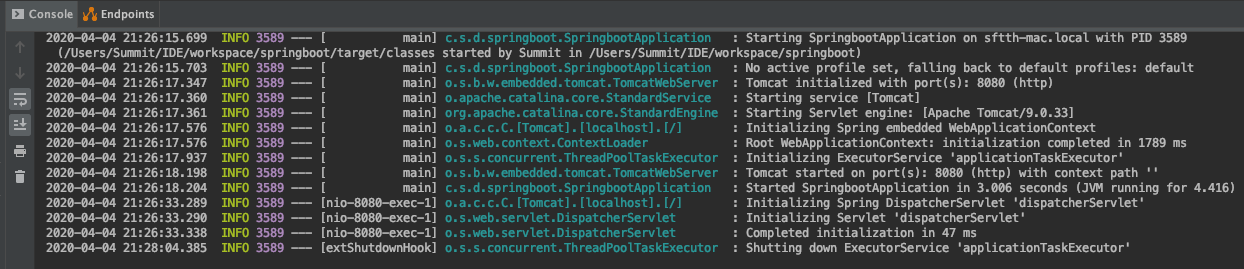 Console Endpoints
2020-04-04 21:26:15.699 INFO 3589 --- [ main] c.s.d.springboot.SpringbootApplication : Starting SpringbootApplication on sftth-mac.local with PID 3589
(/Users/Summit/IDE/workspace/springboot/target/classes started by Summit in /Users/Summit/IDE/workspace/springboot)
2020-04-04 21:26:15.703 INFO 3589 --- [ main] c.s.d.springboot.SpringbootApplication : No active profile set, falling back to default profiles: default
2020-04-04 21:26:17.347 INFO 3589 --- [ main] o.s.b.w.embedded.tomcat.TomcatWebServer : Tomcat initialized with port(s): 8080 (http)
2020-04-04 21:26:17.360 INFO 3589 --- [ main] o.apache.catalina.core.StandardService : Starting service [Tomcat]
2020-04-04 21:26:17.361 INFO 3589 --- [ main] org.apache.catalina.core.StandardEngine : Starting Servlet engine: [Apache Tomcat/9.0.33]
2020-04-04 21:26:17.576 INFO 3589 --- [ main] o.a.c.c.C.[Tomcat].[localhost].[/] : Initializing Spring embedded WebApplicationContext
2020-04-04 21:26:17.576 INFO 3589 --- [ main] o.s.web.context.ContextLoader : Root WebApplicationContext: initialization completed in 1789 ms
2020-04-04 21:26:17.937 INFO 3589 --- [ main] o.s.s.concurrent.ThreadPoolTaskExecutor : Initializing ExecutorService 'applicationTaskExecutor'
2020-04-04 21:26:18.198 INFO 3589 --- [ main] o.s.b.w.embedded.tomcat.TomcatWebServer : Tomcat started on port(s): 8080 (http) with context path ''
2020-04-04 21:26:18.204 INFO 3589 --- [ main] c.s.d.springboot.SpringbootApplication : Started SpringbootApplication in 3.006 seconds (JVM running for 4.416)
2020-04-04 21:26:33.289 INFO 3589 --- [nio-8080-exec-1] o.a.c.c.C.[Tomcat].[localhost].[/] : Initializing Spring DispatcherServlet 'dispatcherServlet'
2020-04-04 21:26:33.290 INFO 3589 --- [nio-8080-exec-1] o.s.web.servlet.DispatcherServlet : Initializing Servlet 'dispatcherServlet'
2020-04-04 21:26:33.338 INFO 3589 --- [nio-8080-exec-1] o.s.web.servlet.DispatcherServlet : Completed initialization in 47 ms
2020-04-04 21:28:04.385 INFO 3589 --- [extShutdownHook] o.s.s.concurrent.ThreadPoolTaskExecutor : Shutting down ExecutorService 'applicationTaskExecutor'